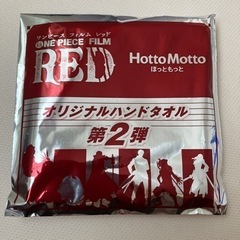 ワンピース フィルム レッド
ONE PIECE FILM
RED
HottoMotto
ほっともっと
オリジナルハンドタオル
第2弾